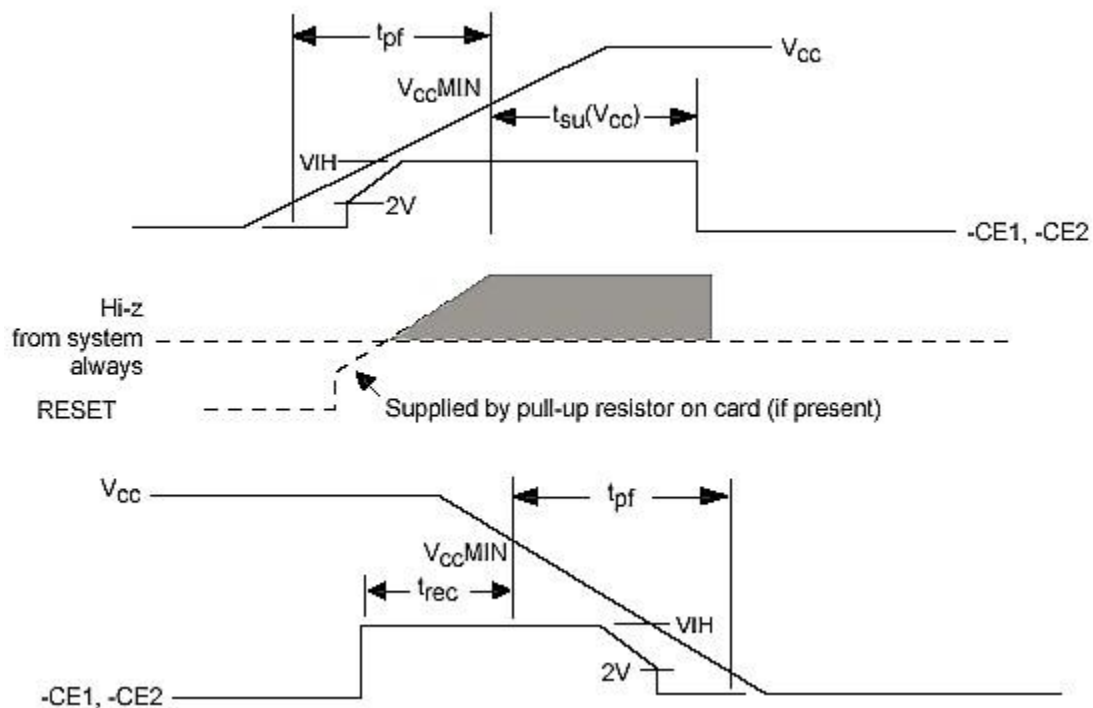 tpf
Vcc
VccMIN
tsu(Vcc)
VIH
2V
-CE1, -CE2
Hi-z
from system
always
RESET
Supplied by pull-up resistor on card (if present)
Vcc
tpf
VccMIN
trec
VIH
2V
-CE1, -CE2